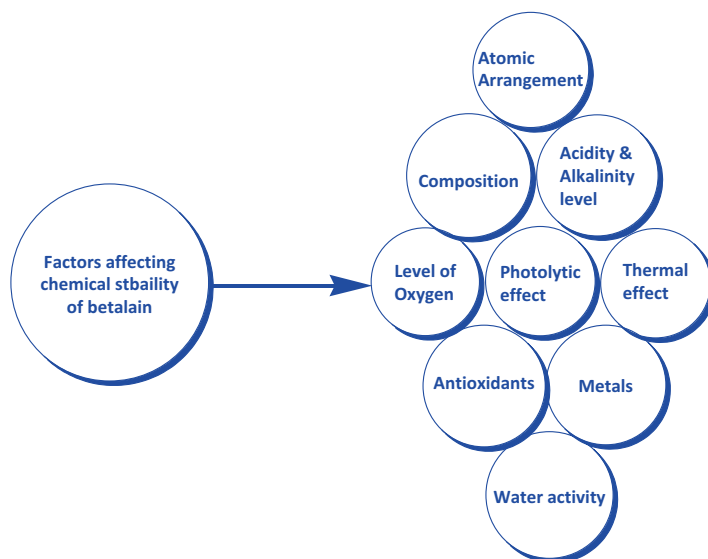 Factors affecting
chemical stbaility
of betalain
Atomic
Arrangement
Composition
Acidity &
Alkalinity
level
Level of
Oxygen
Photolytic
effect
Thermal
effect
Antioxidants
Metals
Water activity